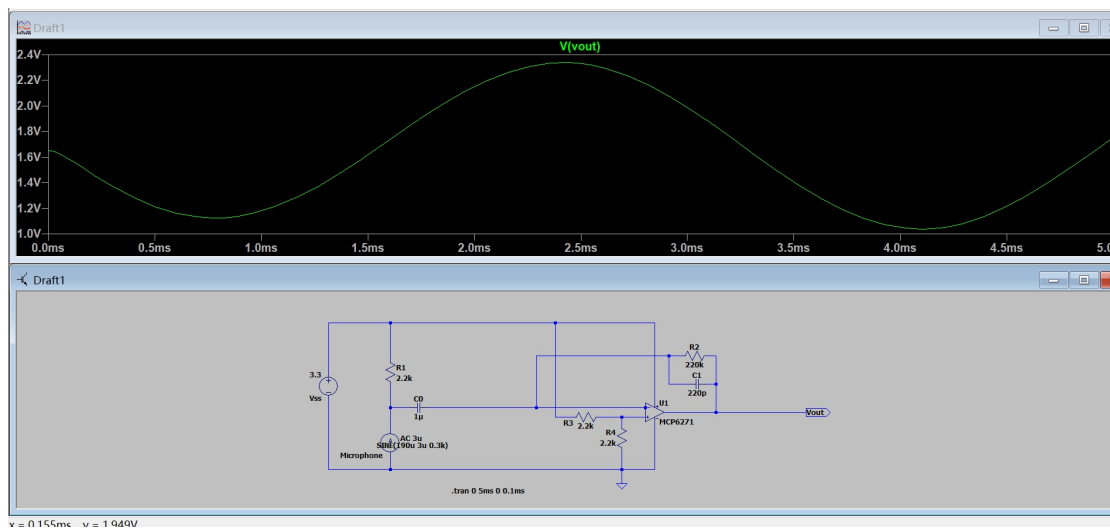 Draft1
V(vout)
2.4V
2.2V
2.0V
1.8V
1.6V
1.4V
1.2V
1.0V
0.0ms 0.5ms 1.0ms 1.5ms 2.0ms 2.5ms 3.0ms 3.5ms 4.0ms 4.5ms 5.0
Draft1
3.3
Vss
R1
2.2k
C0
1µ
AC 3u
SINE(190u 3u 0.3k)
Microphone
R2
220k
C1
220p
U1
MCP6271
R3 2.2k
R4
2.2k
Vout
.tran 0 5ms 0 0.1ms
x = 0.155ms y = 1.949V